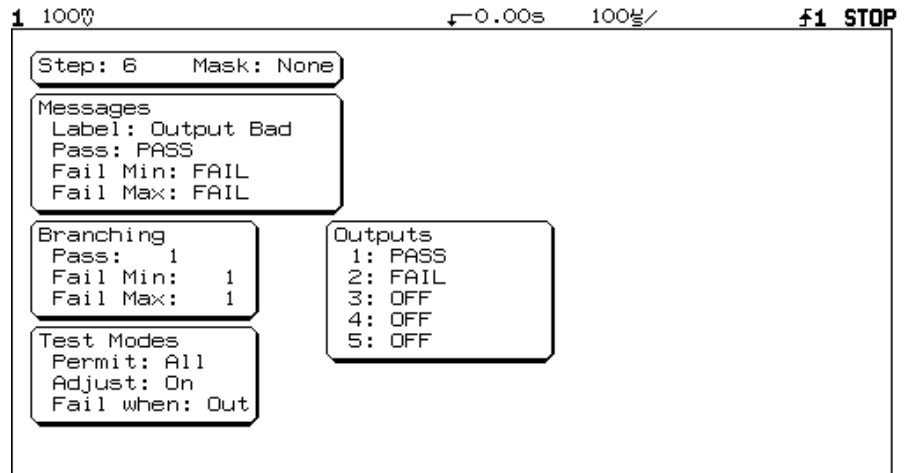 1 100mV 0.00s 100µs/ 1 STOP
Step: 6 Mask: None
Messages
Label: Output Bad
Pass: PASS
Fail Min: FAIL
Fail Max: FAIL
Branching
Pass: 1
Fail Min: 1
Fail Max: 1
Outputs
1: PASS
2: FAIL
3: OFF
4: OFF
5: OFF
Test Modes
Permit: All
Adjust: On
Fail when: Out